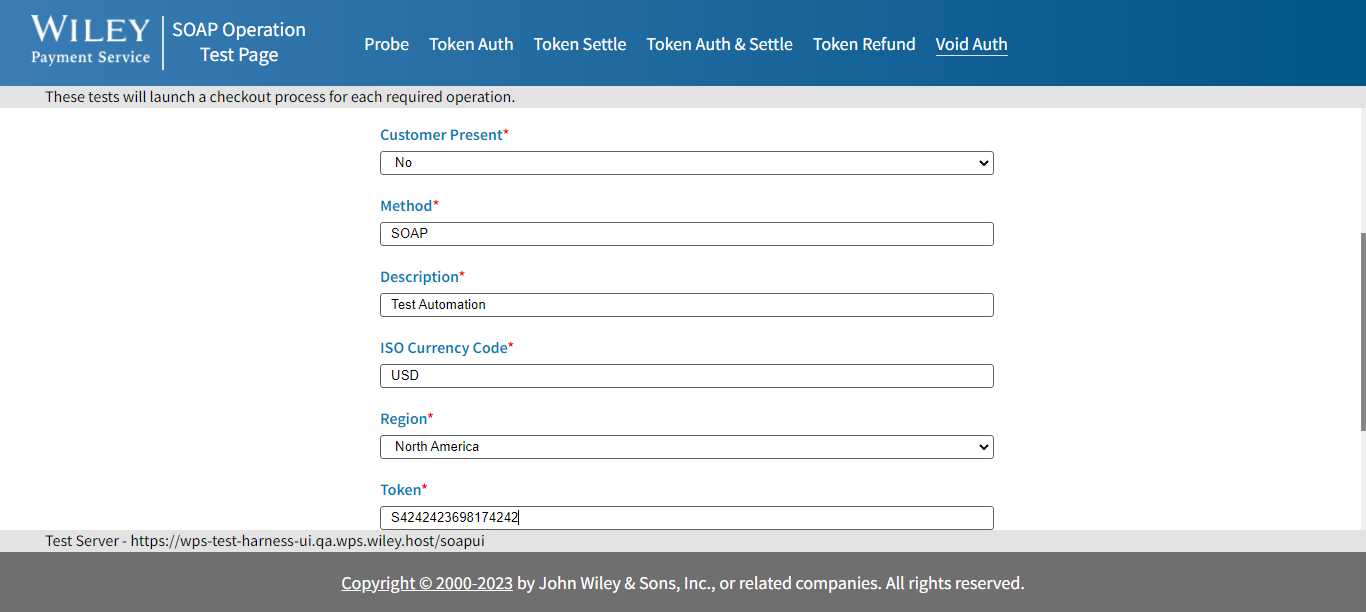 WILEY
Payment Service
SOAP Operation
Test Page
Probe Token Auth Token Settle Token Auth & Settle Token Refund Void Auth
These tests will launch a checkout process for each required operation.
Customer Present*
No
Method*
SOAP
Description*
Test Automation
ISO Currency Code*
USD
Region*
North America
Token*
S4242423698174242
Test Server - https://wps-test-harness-ui.qa.wps.wiley.host/soapui
Copyright © 2000-2023 by John Wiley & Sons, Inc., or related companies. All rights reserved.